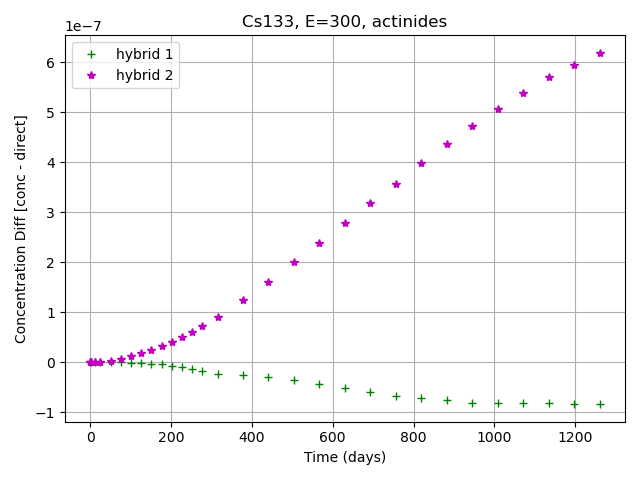 Cs133, E=300, actinides
1e−7
hybrid 1
hybrid 2
Concentration Diff [conc - direct]
6
5
4
3
2
1
0
−1
0 200 400 600 800 1000 1200
Time (days)